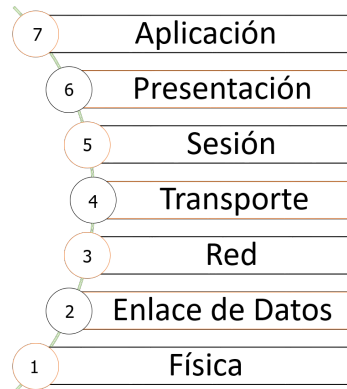 7 Aplicación
6 Presentación
5 Sesión
4 Transporte
3 Red
2 Enlace de Datos
1 Física